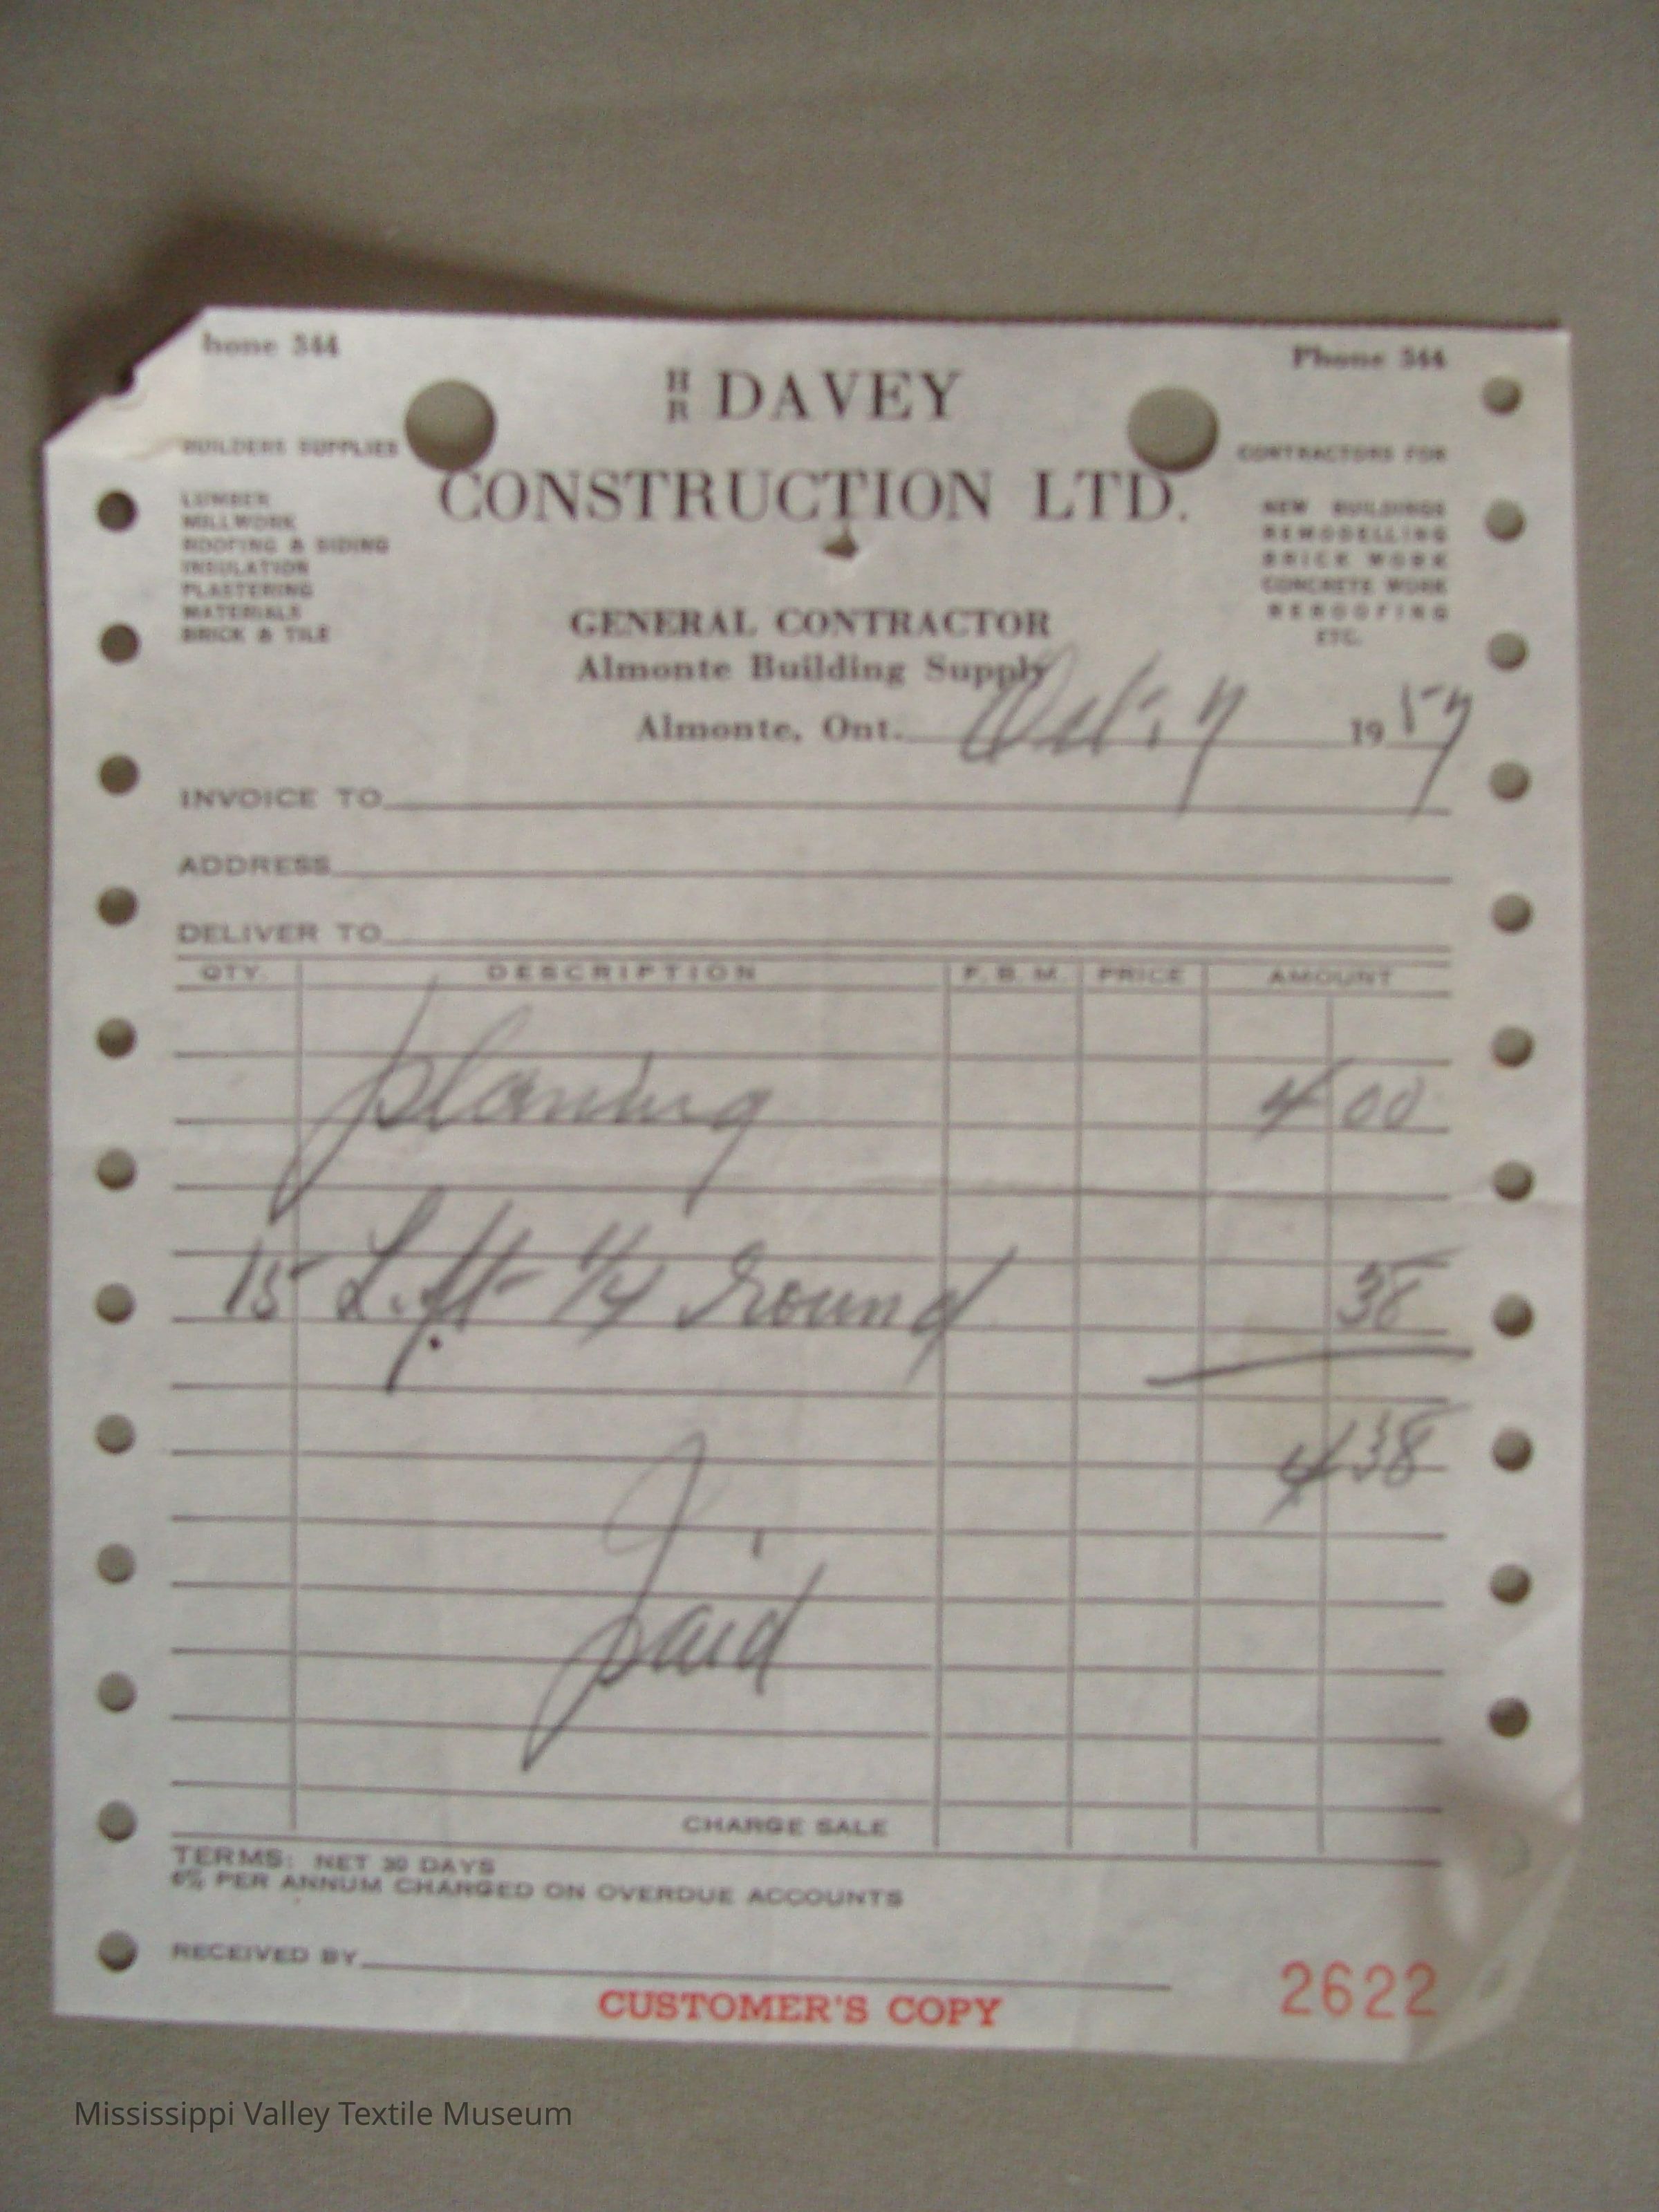 hone 344
Phone 344
H R DAVEY
CONSTRUCTION LTD.
BUILDERS SUPPLIES
LUMBER
MILLWORK
ROOFING & SIDING
INSULATION
PLASTERING
MATERIALS
BRICK & TILE
CONTRACTORS FOR
NEW BUILDINGS
REMODELLING
BRICK WORK
CONCRETE WORK
REROOFING
ETC.
GENERAL CONTRACTOR
Almonte Building Supply
Almonte, Ont. Oct. 7 1957
INVOICE TO
ADDRESS
DELIVER TO
QTY. DESCRIPTION F.B.M. PRICE AMOUNT
planing 4 00
15 L.ft 1/4 round 38
4 38
paid
CHARGE SALE
TERMS: NET 30 DAYS
6% PER ANNUM CHARGED ON OVERDUE ACCOUNTS
RECEIVED BY
CUSTOMER'S COPY
2622
Mississippi Valley Textile Museum